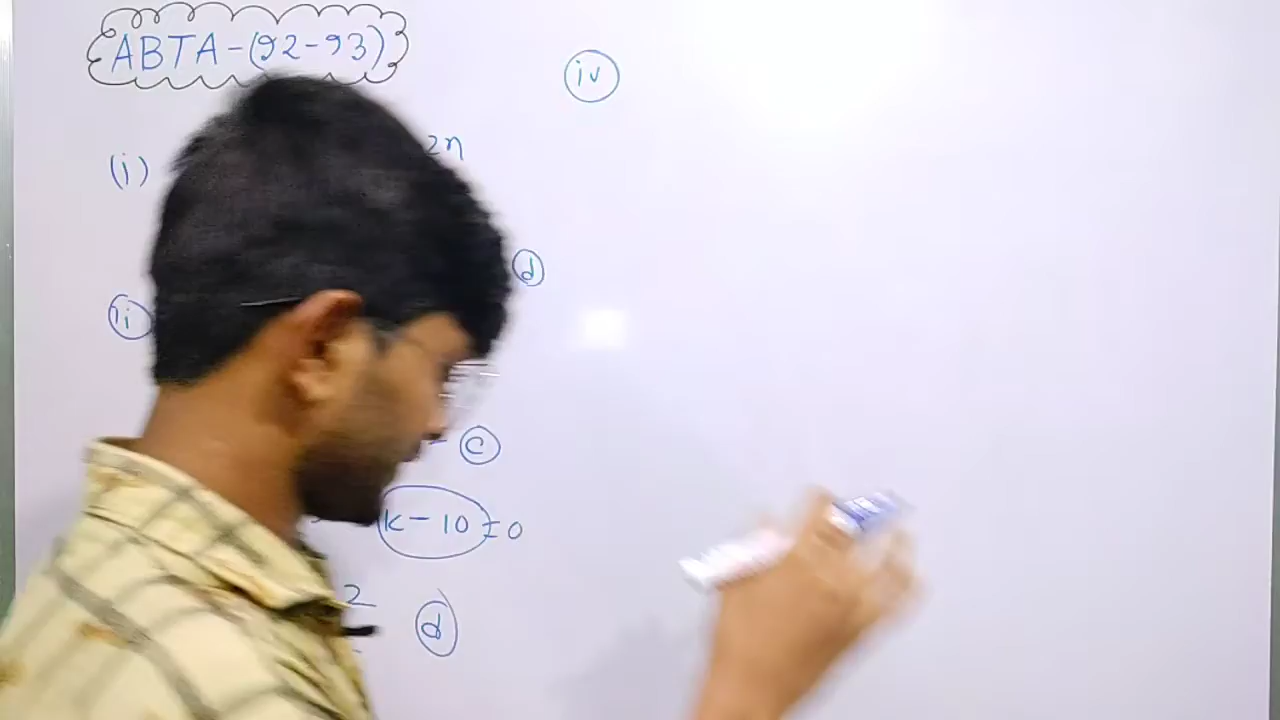 ABTA-(92-93)
(i) 2n
(d)
(ii)
(c)
k-10=0
2 (d)
(iv)